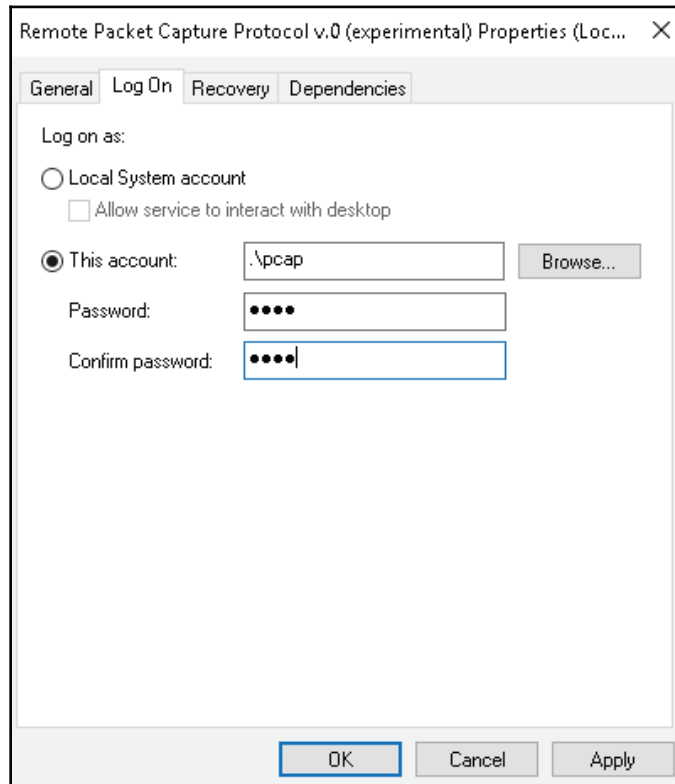 Remote Packet Capture Protocol v.0 (experimental) Properties (Loc...
General Log On Recovery Dependencies
Log on as:
Local System account
Allow service to interact with desktop
This account: .\pcap Browse...
Password: ●●●●
Confirm password: ●●●●
OK Cancel Apply